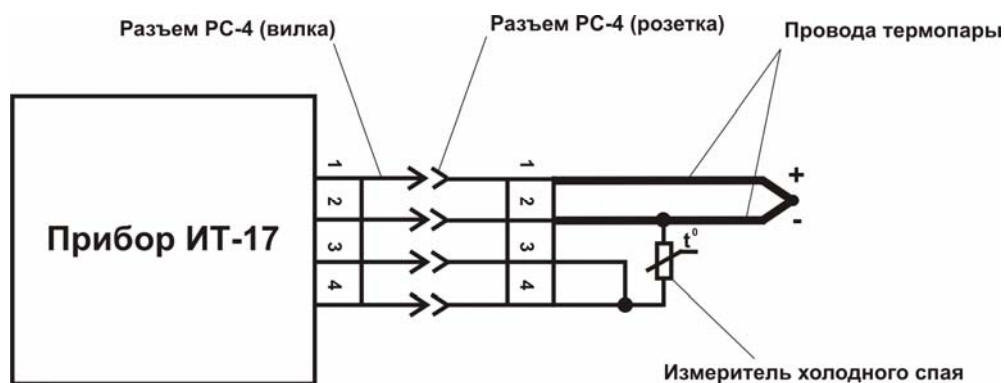 Разъем РС-4 (вилка)
Разъем РС-4 (розетка)
Провода термопары
Прибор ИТ-17
1
2
3
4
1
2
3
4
+
-
t°
Измеритель холодного спая